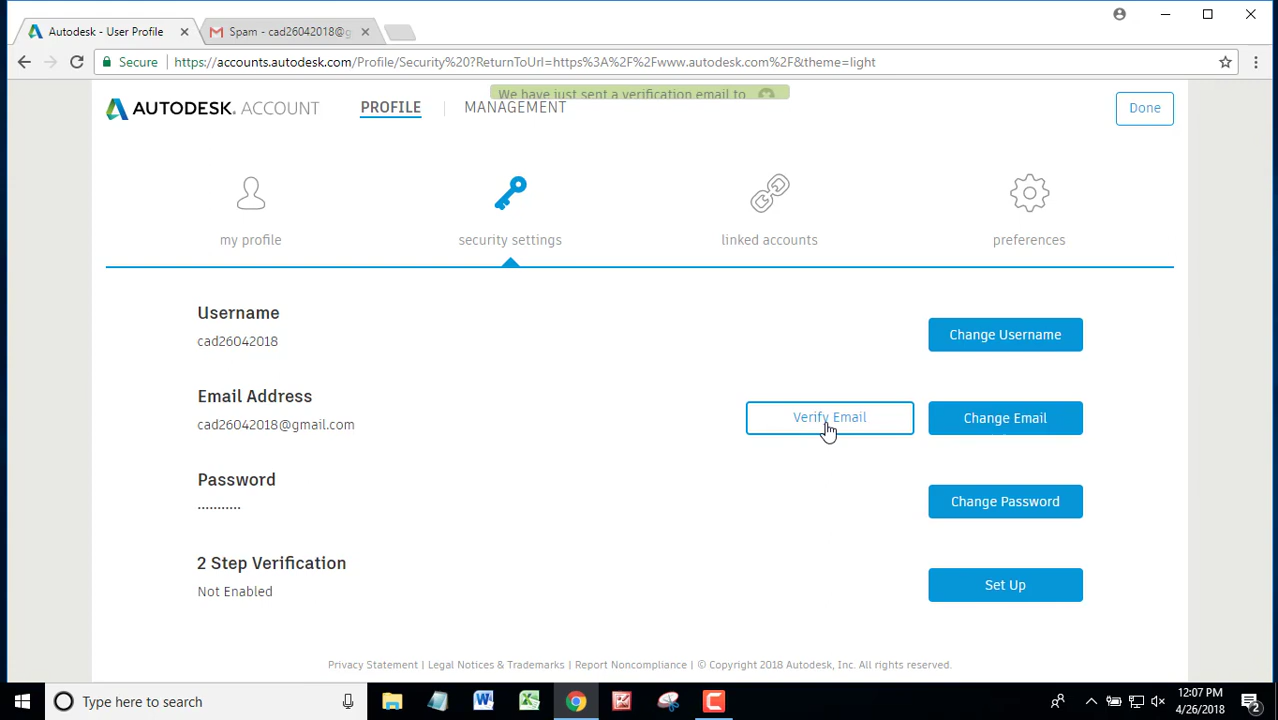 Autodesk - User Profile
Spam - cad26042018@g
Secure
https://accounts.autodesk.com/Profile/Security%20?ReturnToUrl=https%3A%2F%2Fwww.autodesk.com%2F&theme=light
We have just sent a verification email to
AUTODESK. ACCOUNT
PROFILE
MANAGEMENT
Done
my profile
security settings
linked accounts
preferences
Username
cad26042018
Change Username
Email Address
cad26042018@gmail.com
Verify Email
Change Email
Password
Change Password
2 Step Verification
Not Enabled
Set Up
Privacy Statement | Legal Notices & Trademarks | Report Noncompliance | © Copyright 2018 Autodesk, Inc. All rights reserved.
Type here to search
12:07 PM
4/26/2018
2